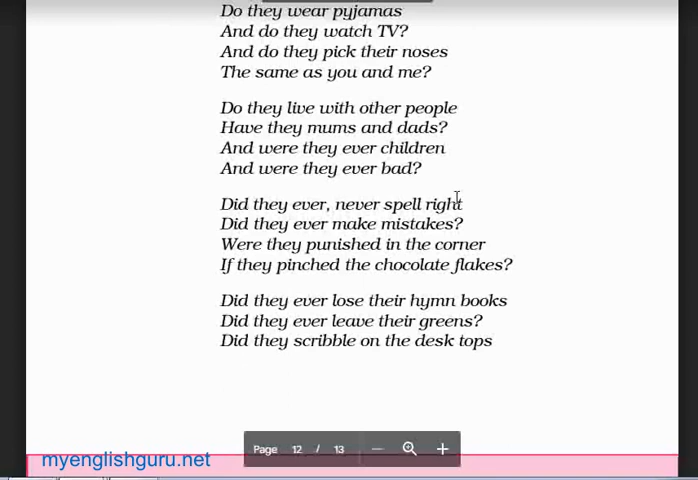 Do they wear pyjamas
And do they watch TV?
And do they pick their noses
The same as you and me?
Do they live with other people
Have they mums and dads?
And were they ever children
And were they ever bad?
Did they ever, never spell right
Did they ever make mistakes?
Were they punished in the corner
If they pinched the chocolate flakes?
Did they ever lose their hymn books
Did they ever leave their greens?
Did they scribble on the desk tops
Page 12 / 13
myenglishguru.net